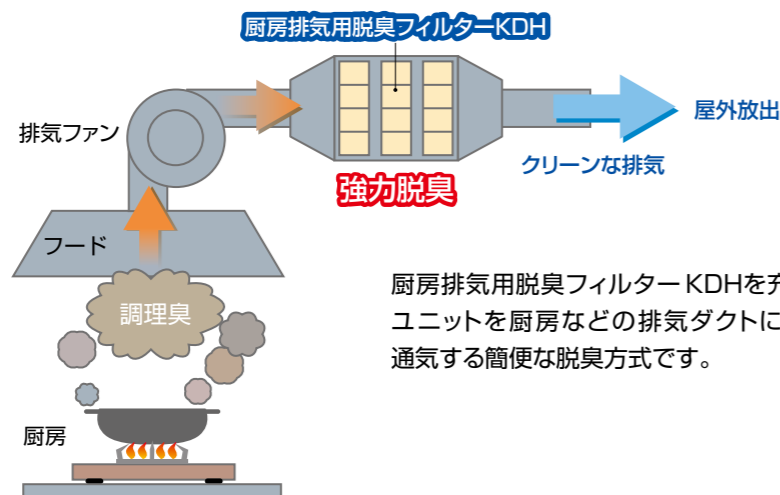 厨房排気用脱臭フィルターKDH
排気ファン
屋外放出
クリーンな排気
強力脱臭
フード
調理臭
厨房排気用脱臭フィルターKDHを
ユニットを厨房などの排気ダクトに
通気する簡便な脱臭方式です。
厨房